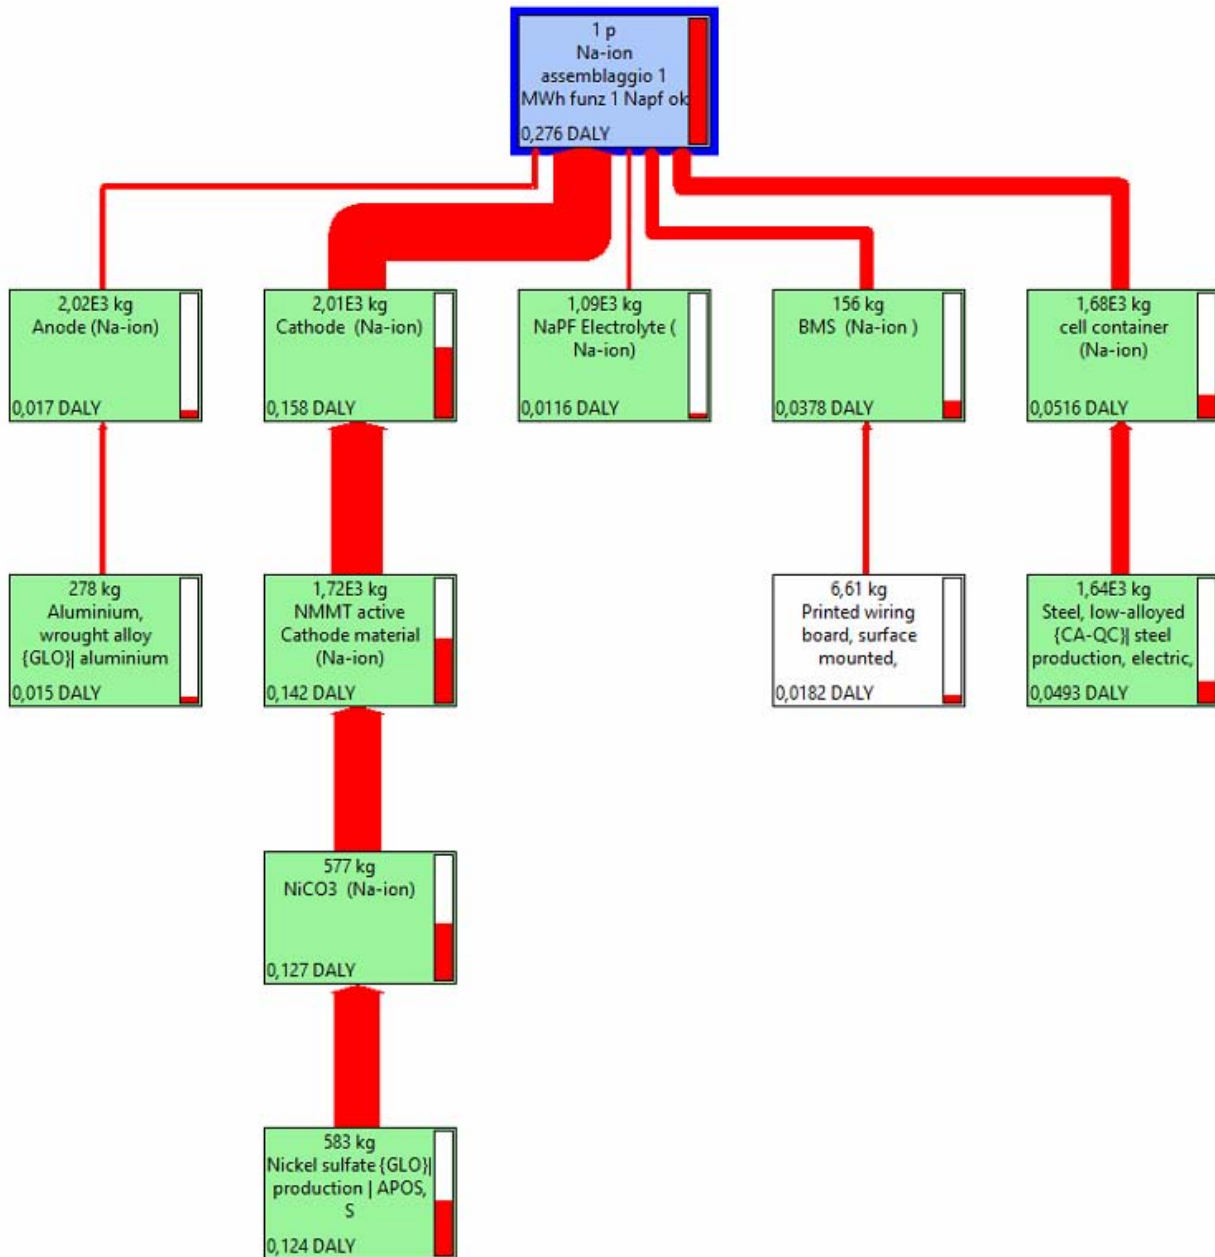 1 p
Na-ion
assemblaggio 1
MWh funz 1 Napf ok
0,276 DALY
2,02E3 kg
Anode (Na-ion)
0,017 DALY
2,01E3 kg
Cathode (Na-ion)
0,158 DALY
1,09E3 kg
NaPF Electrolyte (
Na-ion)
0,0116 DALY
156 kg
BMS (Na-ion )
0,0378 DALY
1,68E3 kg
cell container
(Na-ion)
0,0516 DALY
278 kg
Aluminium,
wrought alloy
{GLO}| aluminium
0,015 DALY
1,72E3 kg
NMMT active
Cathode material
(Na-ion)
0,142 DALY
6,61 kg
Printed wiring
board, surface
mounted,
0,0182 DALY
1,64E3 kg
Steel, low-alloyed
{CA-QC}| steel
production, electric,
0,0493 DALY
577 kg
NiCO3 (Na-ion)
0,127 DALY
583 kg
Nickel sulfate {GLO}|
production | APOS,
S
0,124 DALY